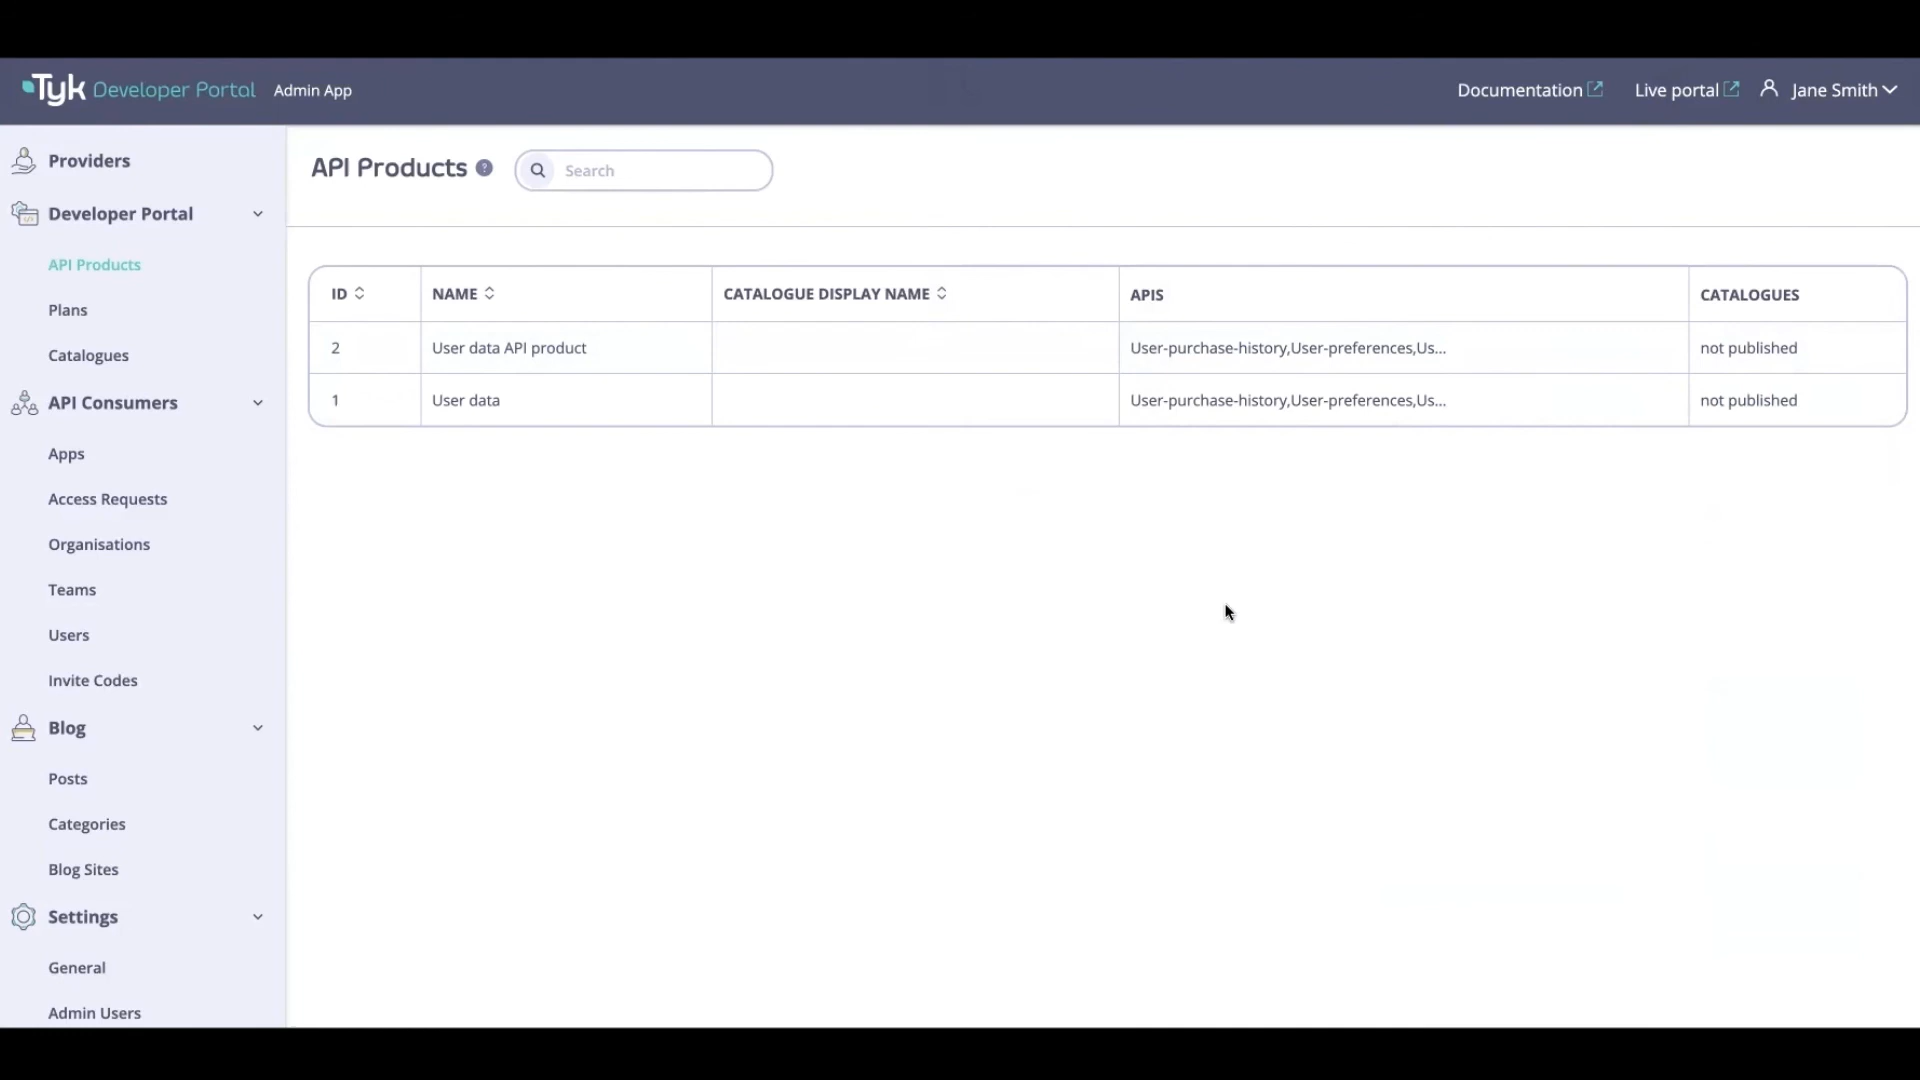 Tyk Developer Portal Admin App
Documentation Live portal Jane Smith
Providers
Developer Portal
API Products
Plans
Catalogues
API Consumers
Apps
Access Requests
Organisations
Teams
Users
Invite Codes
Blog
Posts
Categories
Blog Sites
Settings
General
Admin Users
API Products ? Search
ID NAME CATALOGUE DISPLAY NAME APIS CATALOGUES
2 User data API product User-purchase-history,User-preferences,Us... not published
1 User data User-purchase-history,User-preferences,Us... not published